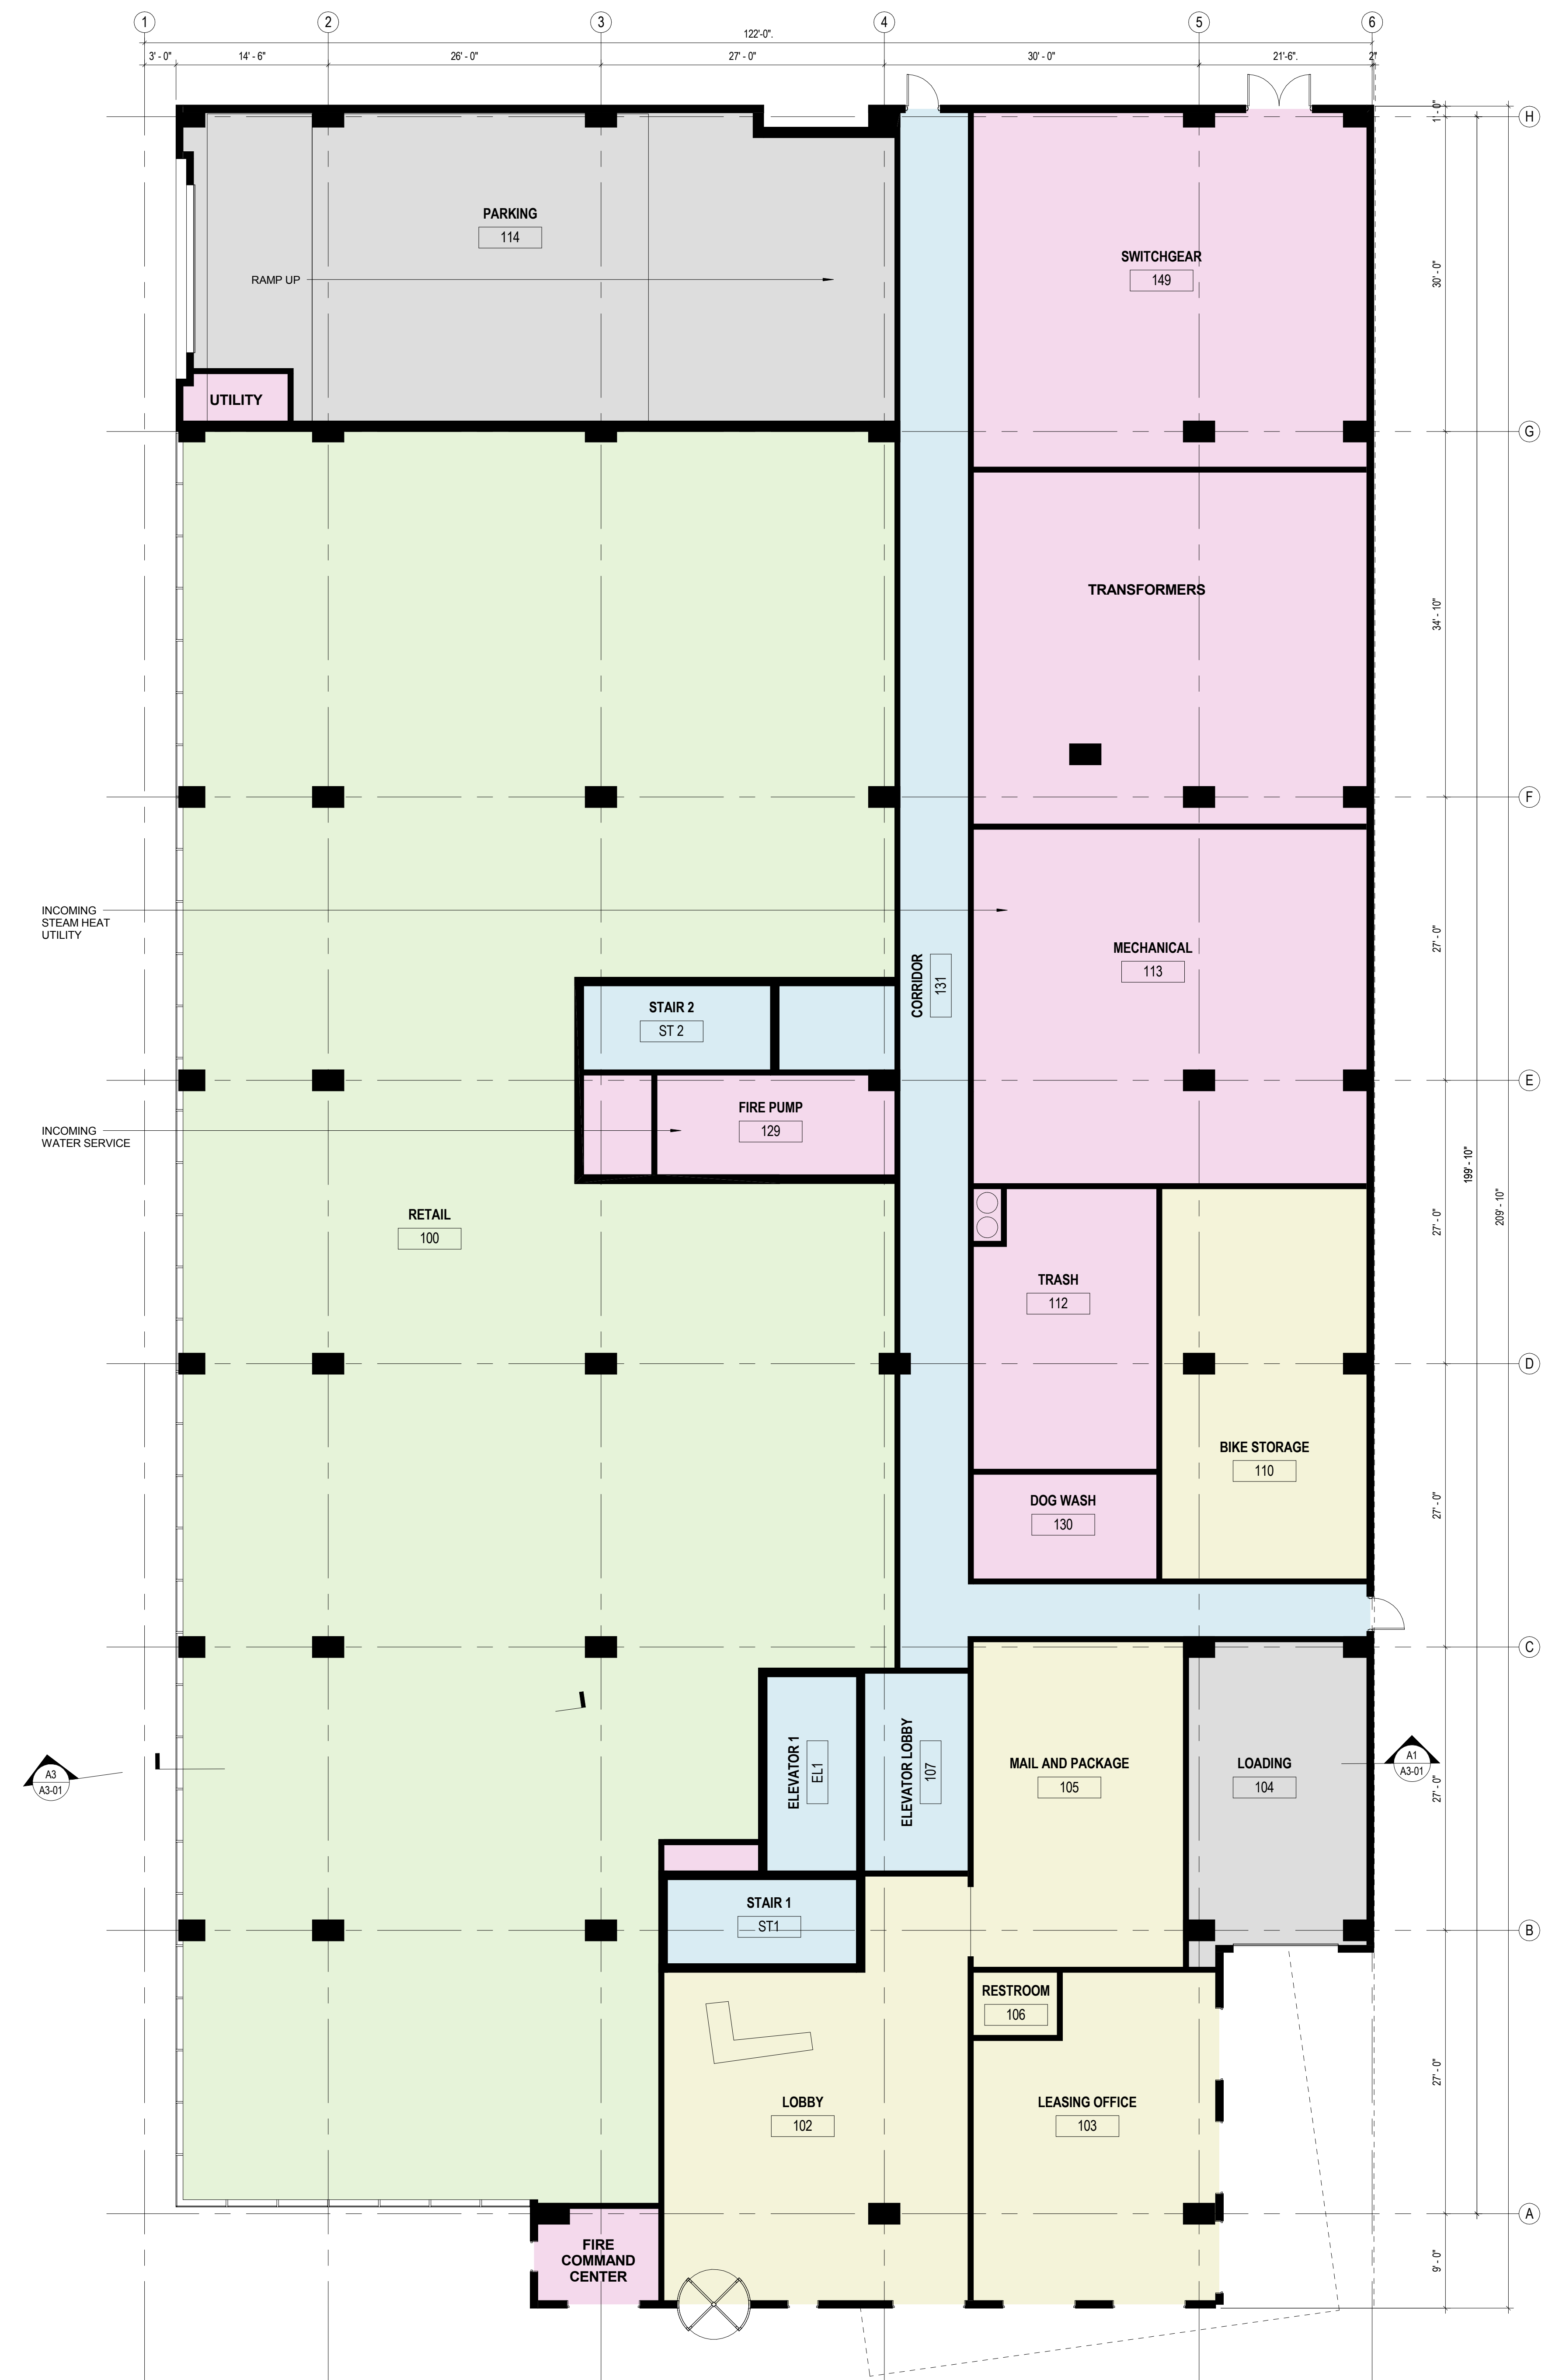 1
2
3
4
5
6
122'-0".
3' - 0"
14' - 6"
26' - 0"
27' - 0"
30' - 0"
21'-6".
2"
1' - 0"
H
PARKING
114
RAMP UP
SWITCHGEAR
149
30' - 0"
UTILITY
G
TRANSFORMERS
34' - 10"
F
INCOMING
STEAM HEAT
UTILITY
MECHANICAL
113
CORRIDOR
131
27' - 0"
STAIR 2
ST 2
E
FIRE PUMP
129
INCOMING
WATER SERVICE
199' - 10"
209' - 10"
RETAIL
100
27' - 0"
TRASH
112
D
BIKE STORAGE
110
DOG WASH
130
27' - 0"
C
A3
A3-01
ELEVATOR 1
EL1
ELEVATOR LOBBY
107
MAIL AND PACKAGE
105
LOADING
104
A1
A3-01
27' - 0"
STAIR 1
ST1
B
RESTROOM
106
LOBBY
102
LEASING OFFICE
103
27' - 0"
A
FIRE
COMMAND
CENTER
9' - 0"